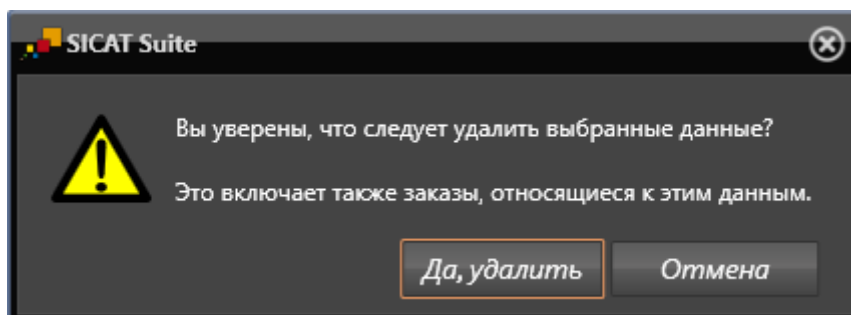 SICAT Suite
Вы уверены, что следует удалить выбранные данные?
Это включает также заказы, относящиеся к этим данным.
Да, удалить Отмена